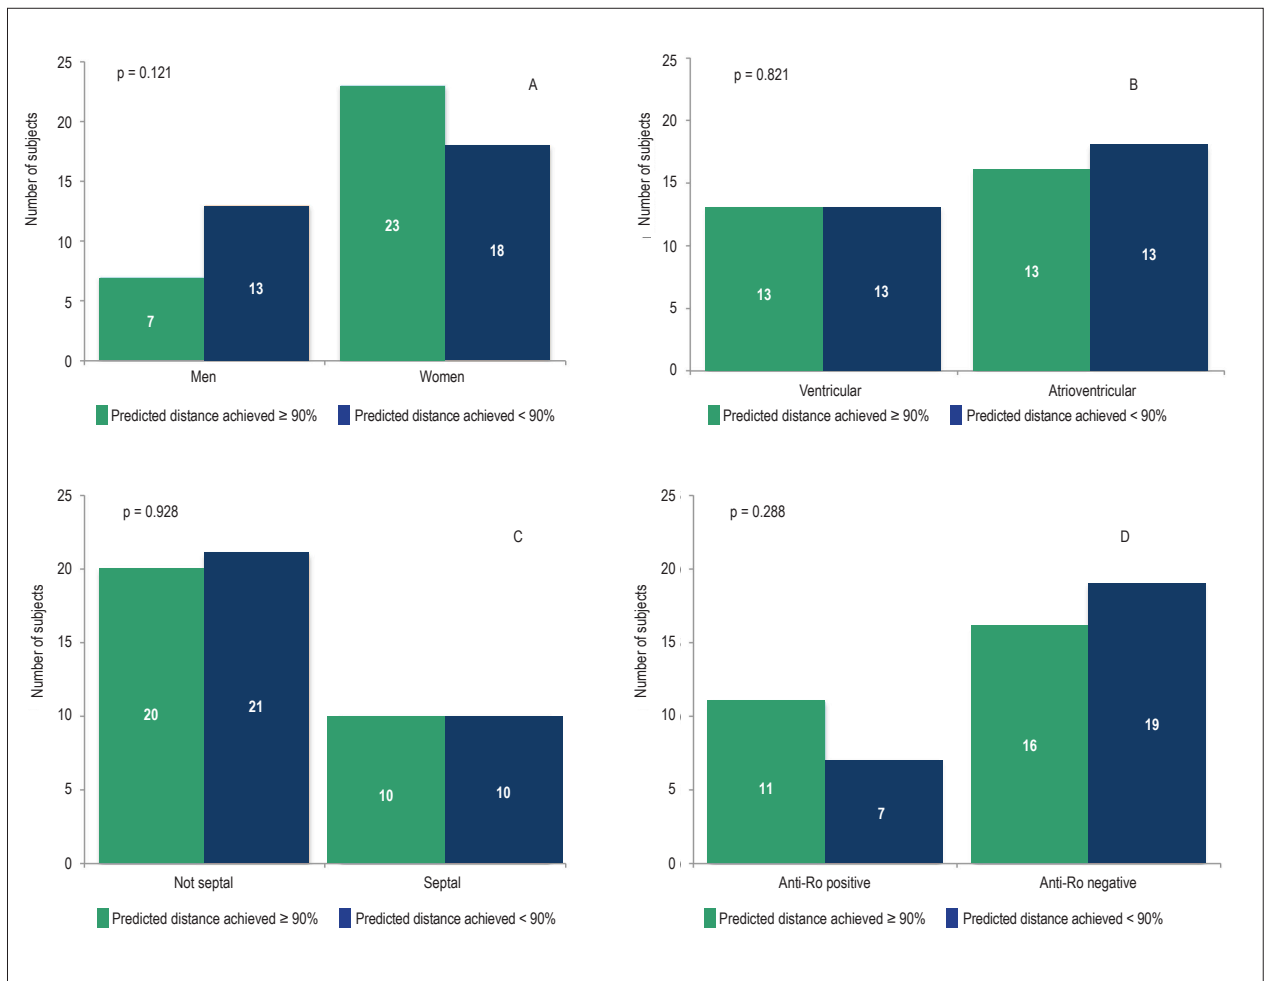 25
p = 0.121
A
20
15
10
5
0
Number of subjects
7
13
23
18
Men
Women
Predicted distance achieved ≥ 90%
Predicted distance achieved < 90%
25
p = 0.821
B
20
15
10
5
0
Number of subjects
13
13
13
13
Ventricular
Atrioventricular
Predicted distance achieved ≥ 90%
Predicted distance achieved < 90%
25
p = 0.928
C
20
15
10
5
0
Number of subjects
20
21
10
10
Not septal
Septal
Predicted distance achieved ≥ 90%
Predicted distance achieved < 90%
25
p = 0.288
D
20
15
10
5
0
Number of subjects
11
7
16
19
Anti-Ro positive
Anti-Ro negative
Predicted distance achieved ≥ 90%
Predicted distance achieved < 90%